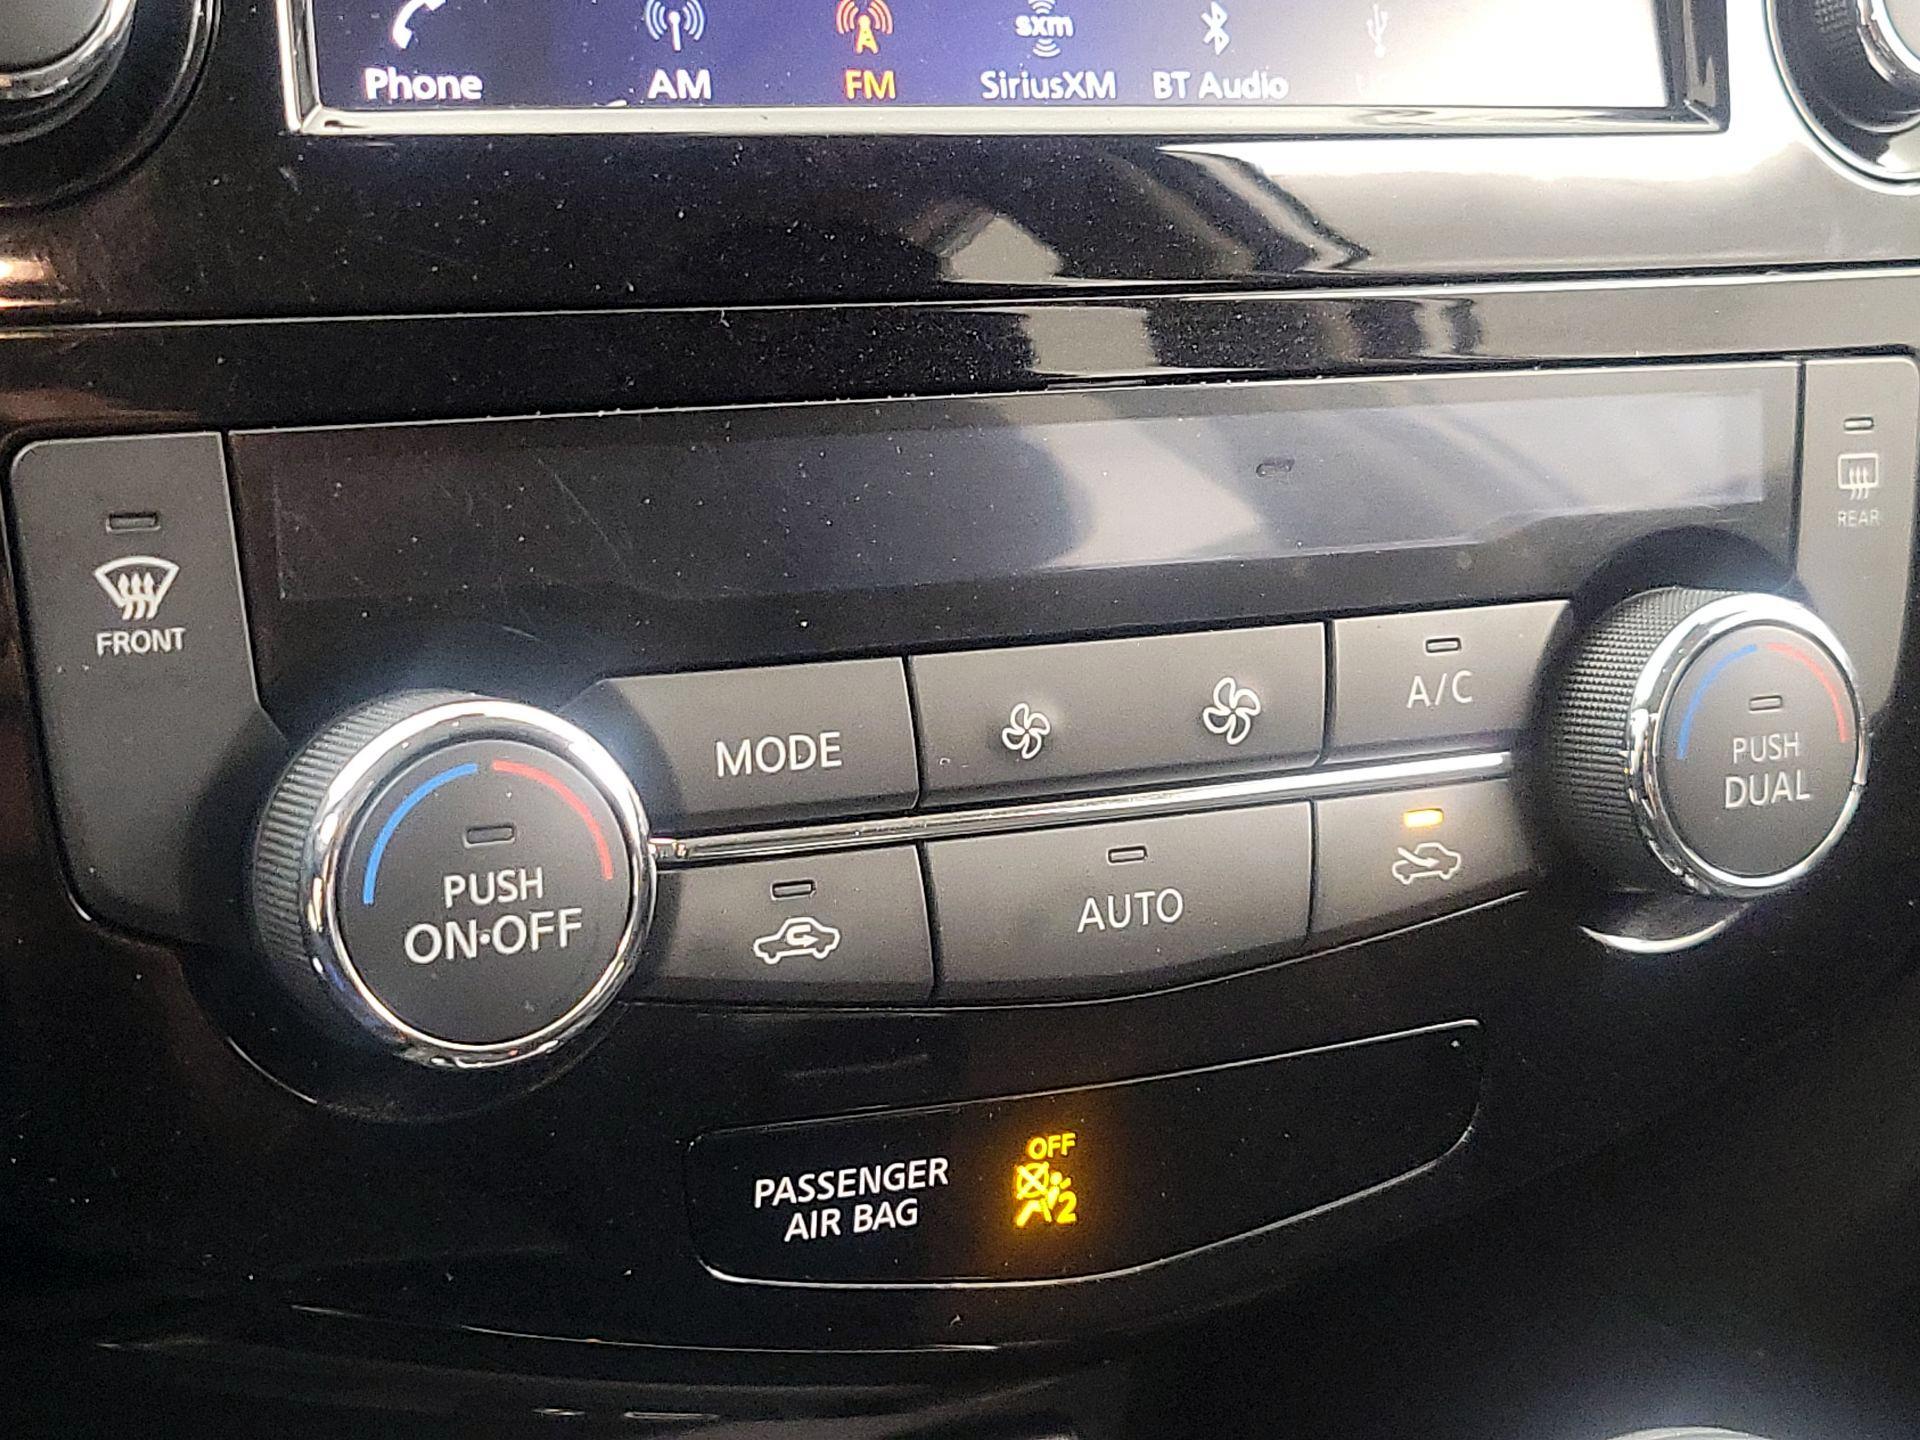 sxm
Phone
AM
FM
SiriusXM
BT Audio
FRONT
REAR
MODE
A/C
PUSH
ON•OFF
AUTO
PUSH
DUAL
PASSENGER
AIR BAG
OFF
2